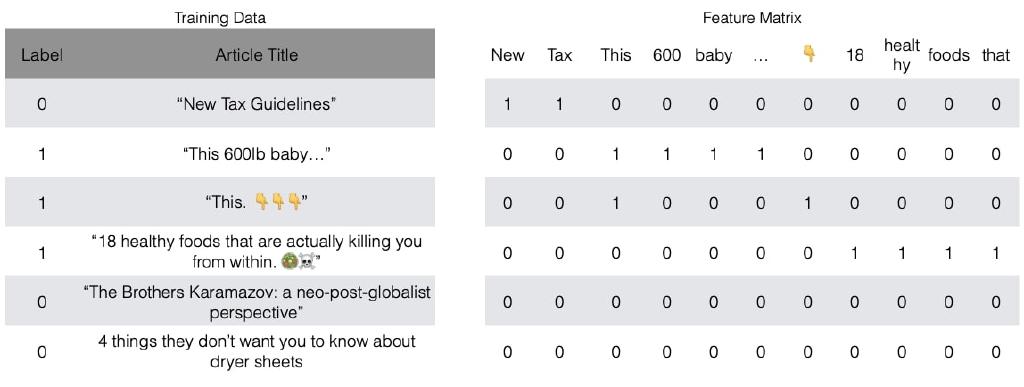 Training Data
Label Article Title
0 “New Tax Guidelines”
1 “This 600lb baby…”
1 “This. 👇👇👇”
1 “18 healthy foods that are actually killing you
from within. 🥗☠️”
0 “The Brothers Karamazov: a neo-post-globalist
perspective”
0 4 things they don’t want you to know about
dryer sheets
Feature Matrix
New Tax This 600 baby … 👇 18 healt
hy foods that
1 1 0 0 0 0 0 0 0 0 0
0 0 1 1 1 1 0 0 0 0 0
0 0 1 0 0 0 1 0 0 0 0
0 0 0 0 0 0 0 1 1 1 1
0 0 0 0 0 0 0 0 0 0 0
0 0 0 0 0 0 0 0 0 0 0